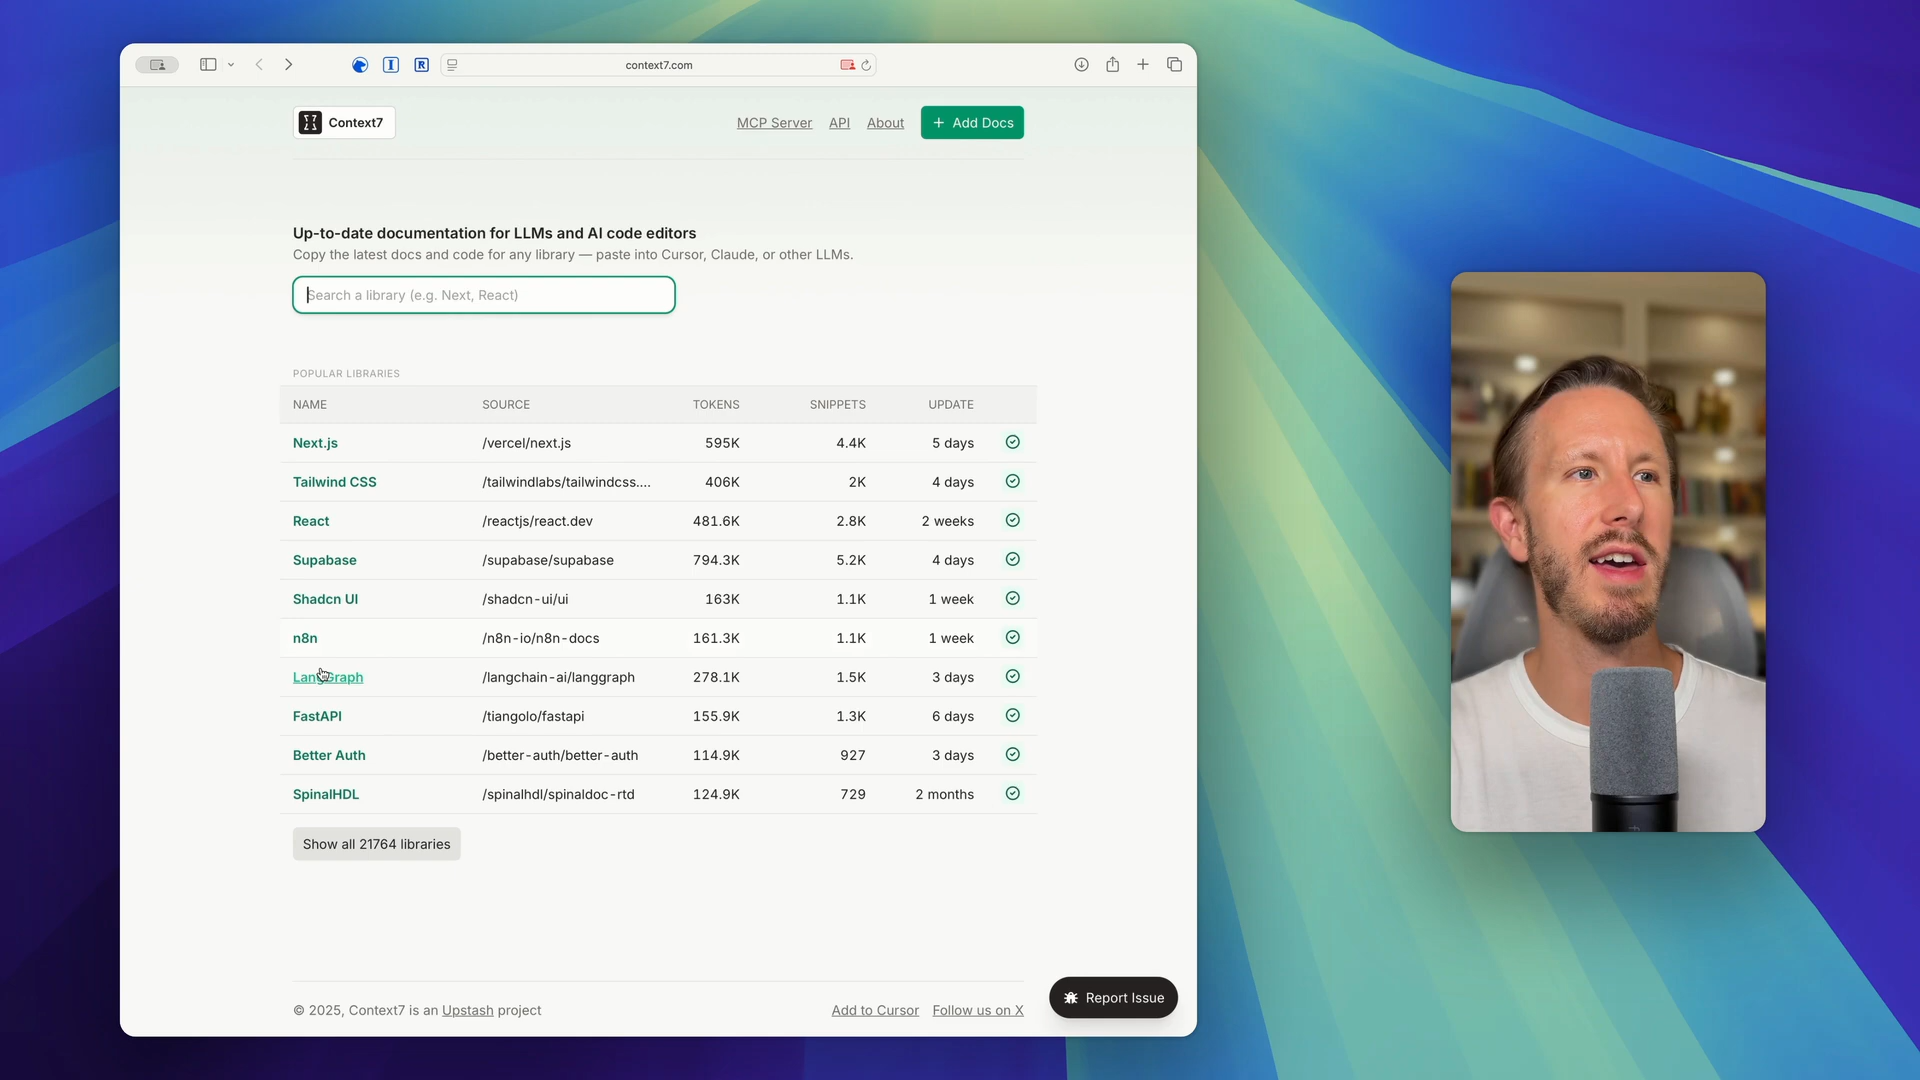 context7.com
Context7
MCP Server API About + Add Docs
Up-to-date documentation for LLMs and AI code editors
Copy the latest docs and code for any library — paste into Cursor, Claude, or other LLMs.
Search a library (e.g. Next, React)
POPULAR LIBRARIES
NAME SOURCE TOKENS SNIPPETS UPDATE
Next.js /vercel/next.js 595K 4.4K 5 days
Tailwind CSS /tailwindlabs/tailwindcss.... 406K 2K 4 days
React /reactjs/react.dev 481.6K 2.8K 2 weeks
Supabase /supabase/supabase 794.3K 5.2K 4 days
Shadcn UI /shadcn-ui/ui 163K 1.1K 1 week
n8n /n8n-io/n8n-docs 161.3K 1.1K 1 week
LangGraph /langchain-ai/langgraph 278.1K 1.5K 3 days
FastAPI /tiangolo/fastapi 155.9K 1.3K 6 days
Better Auth /better-auth/better-auth 114.9K 927 3 days
SpinalHDL /spinalhdl/spinaldoc-rtd 124.9K 729 2 months
Show all 21764 libraries
Report Issue
© 2025, Context7 is an Upstash project Add to Cursor Follow us on X